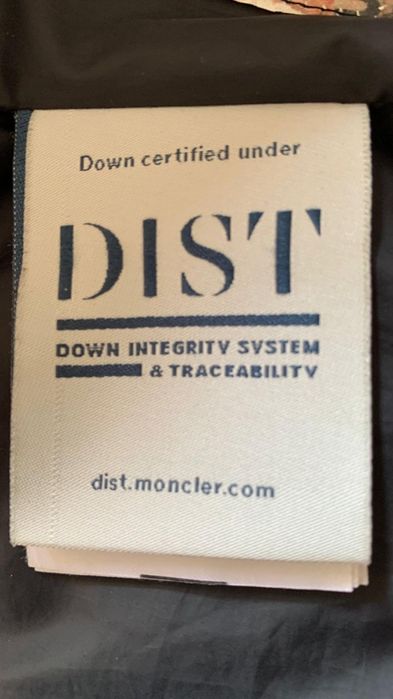 Down certified under
DIST
DOWN INTEGRITY SYSTEM
& TRACEABILITY
dist.moncler.com